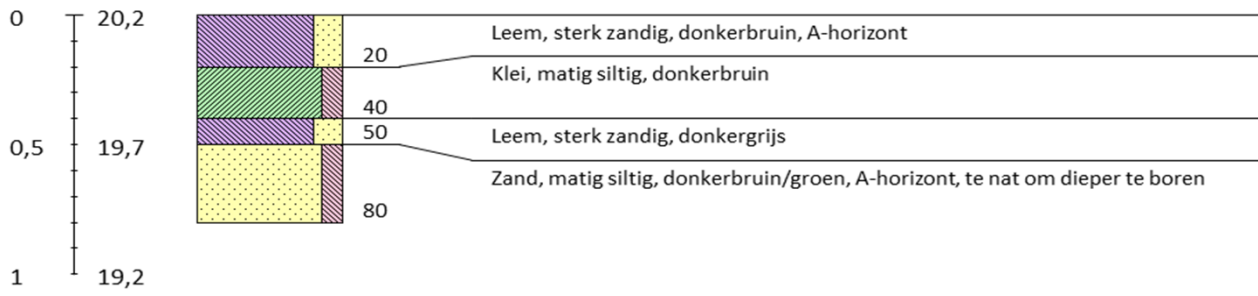 0 20,2
Leem, sterk zandig, donkerbruin, A-horizont
20
Klei, matig siltig, donkerbruin
40
50
Leem, sterk zandig, donkergrijs
0,5 19,7
Zand, matig siltig, donkerbruin/groen, A-horizont, te nat om dieper te boren
80
1 19,2